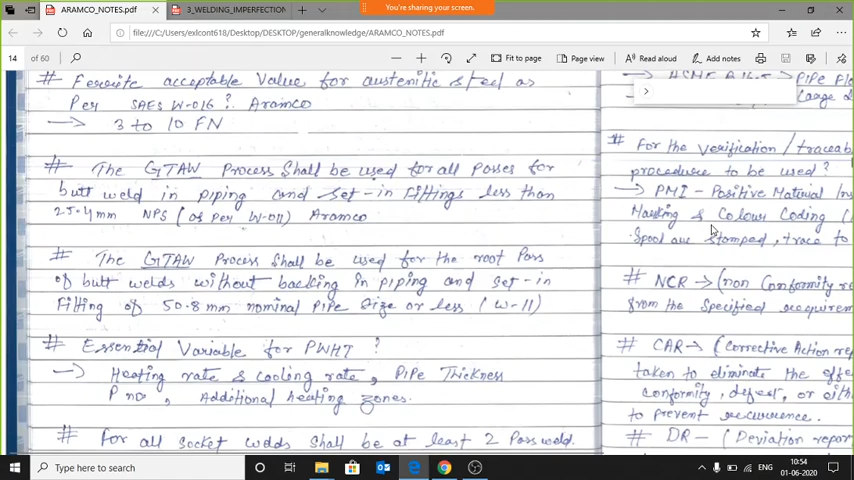 ARAMCO_NOTES.pdf
3_WELDING_IMPERFECTION
You're sharing your screen.
file:///C:/Users/exlcont618/Desktop/DESKTOP/generalknowledge/ARAMCO_NOTES.pdf
14 of 60
Fit to page
Page view
Read aloud
Add notes
# Ferrite acceptable Value for austenitic steel as
Per SAES W-016? Aramco
→ 3 to 10 FN
# The GTAW Process Shall be used for all Passes for
butt weld in piping and set-in Fittings less than
25.4mm NPS (as per W-011) Aramco
# The GTAW Process Shall be used for the root Pass
of butt welds without backing in piping and set-in
Fitting of 50.8 mm nominal Pipe Size or less (W-11)
# Essential Variable for PWHT ?
→ Heating rate & cooling rate, Pipe Thickness
P no, Additional heating zones.
# For all socket welds shall be at least 2 Pass weld.
# For the Verification / traceab
procedure to be used?
→ PMI - Positive Material In
Marking & Colour Coding (
Spool are stamped, trace to
# NCR → (non Conformity re
from the Specified requirem
# CAR → (Corrective Action rep
taken to eliminate the effe
conformity, defect, or eith
to prevent recurrence.
# DR - (Deviation repor
Type here to search
ENG
10:54
01-06-2020